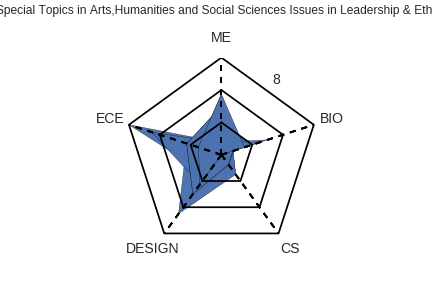 Special Topics in Arts,Humanities and Social Sciences Issues in Leadership & Eth
ME
8
ECE
BIO
DESIGN
CS